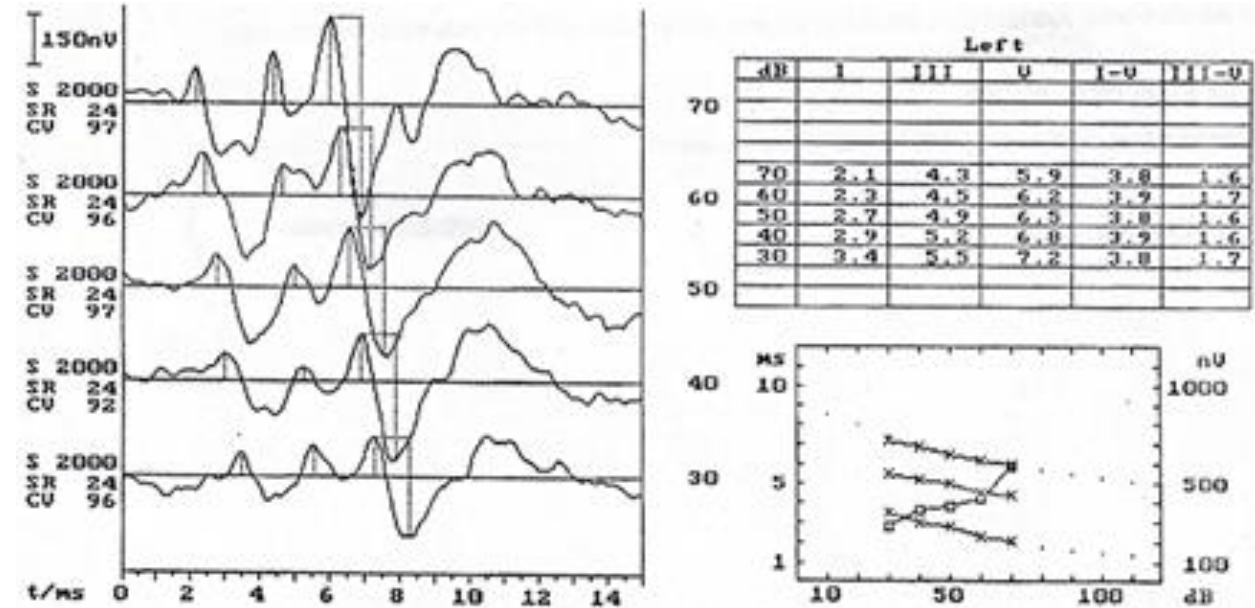 150nV
S 2000
SR 24
CV 97
70
S 2000
SR 24
CV 96
60
S 2000
SR 24
CV 97
50
S 2000
SR 24
CV 92
40
S 2000
SR 24
CV 96
30
t/ms 0 2 4 6 8 10 12 14
Left
dB I III V I-V III-V
70 2.1 4.3 5.9 3.8 1.6
60 2.3 4.5 6.2 3.9 1.7
50 2.7 4.9 6.5 3.8 1.6
40 2.9 5.2 6.8 3.9 1.6
30 3.4 5.5 7.2 3.8 1.7
MS nV
10 1000
5 500
1 100
10 50 100 dB